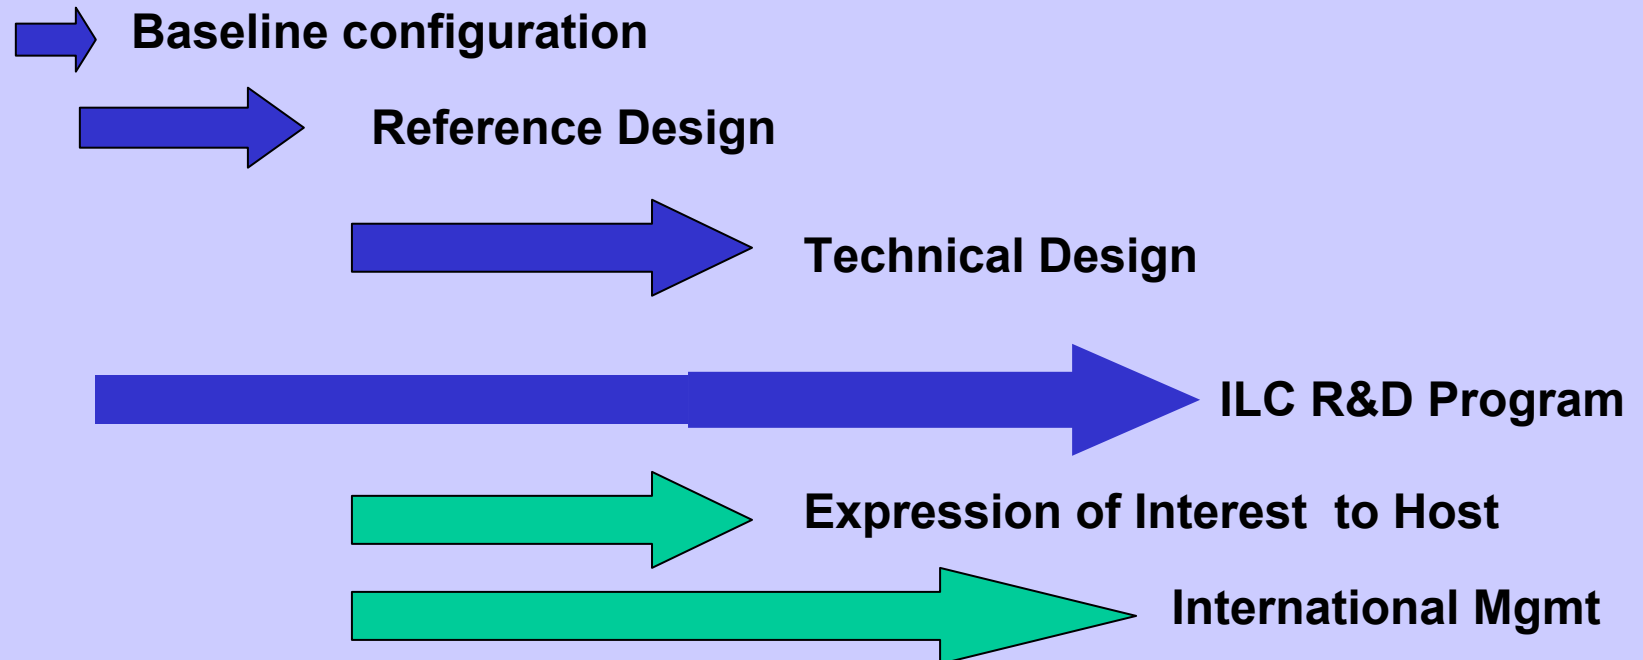 Baseline configuration
Reference Design
Technical Design
ILC R&D Program
Expression of Interest to Host
International Mgmt